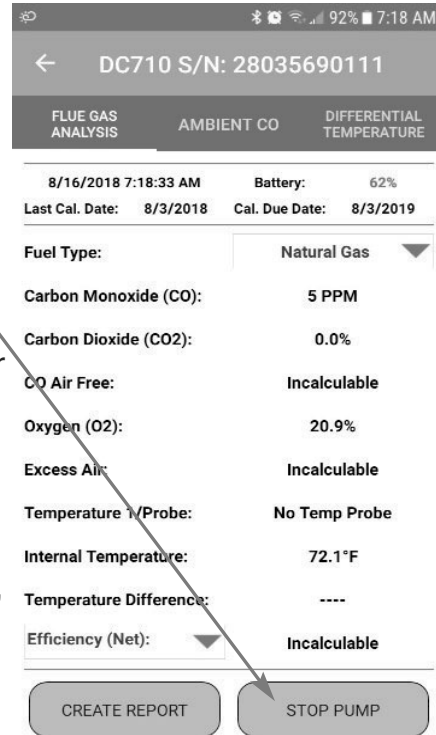 92% 7:18 AM
DC710 S/N: 28035690111
FLUE GAS ANALYSIS AMBIENT CO DIFFERENTIAL TEMPERATURE
8/16/2018 7:18:33 AM Battery: 62%
Last Cal. Date: 8/3/2018 Cal. Due Date: 8/3/2019
Fuel Type: Natural Gas
Carbon Monoxide (CO): 5 PPM
Carbon Dioxide (CO2): 0.0%
CO Air Free: Incalculable
Oxygen (O2): 20.9%
Excess Air: Incalculable
Temperature 1/Probe: No Temp Probe
Internal Temperature: 72.1°F
Temperature Difference: ----
Efficiency (Net): Incalculable
CREATE REPORT STOP PUMP